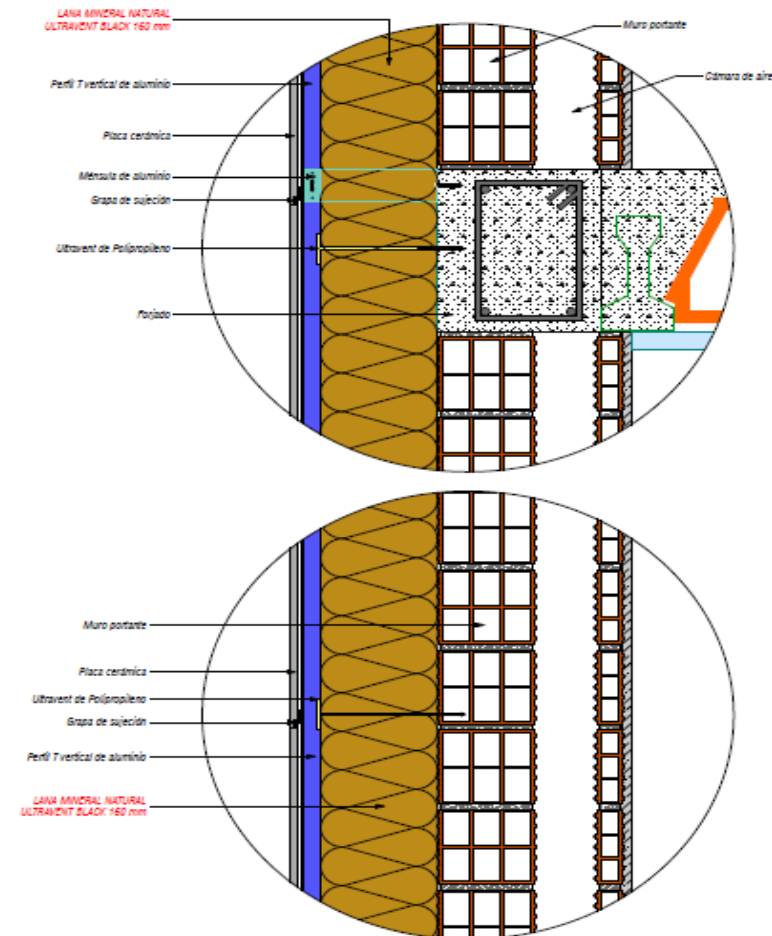 LANA MINERAL NATURAL
ULTRAVENT BLACK 160 mm
Muro portante
Perfil T vertical de aluminio
Cámara de aire
Placa cerámica
Ménsula de aluminio
Grapa de sujeción
Ultravent de Polipropileno
Forjado
Muro portante
Placa cerámica
Ultravent de Polipropileno
Grapa de sujeción
Perfil T vertical de aluminio
LANA MINERAL NATURAL
ULTRAVENT BLACK 160 mm